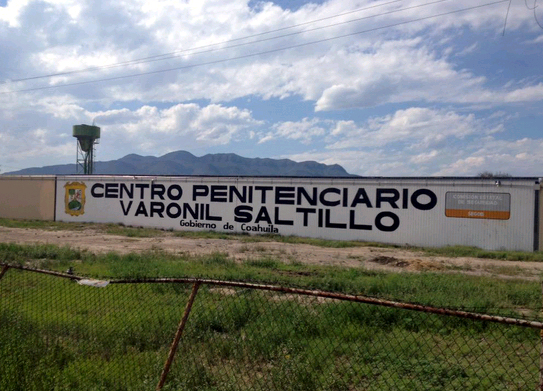 CENTRO PENITENCIARIO
VARONIL SALTILLO
Gobierno de Coahuila